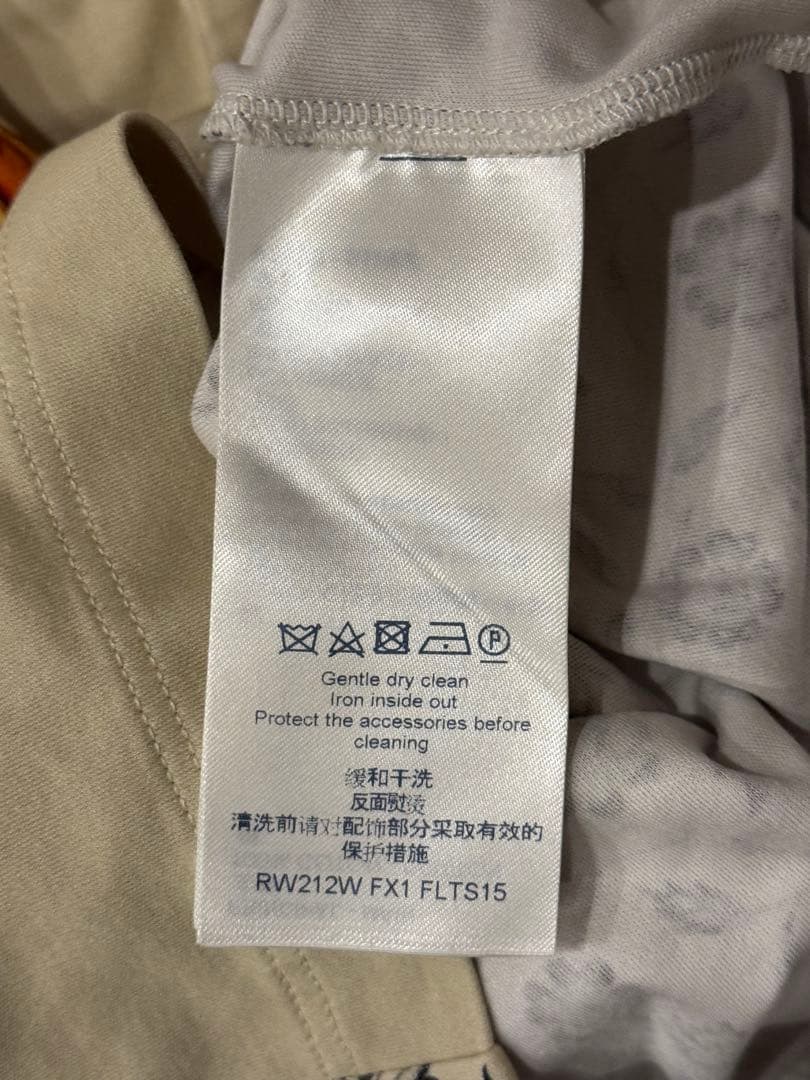 P
Gentle dry clean
Iron inside out
Protect the accessories before
cleaning
缓和干洗
反面熨烫
清洗前请对配饰部分采取有效的
保护措施
RW212W FX1 FLTS15